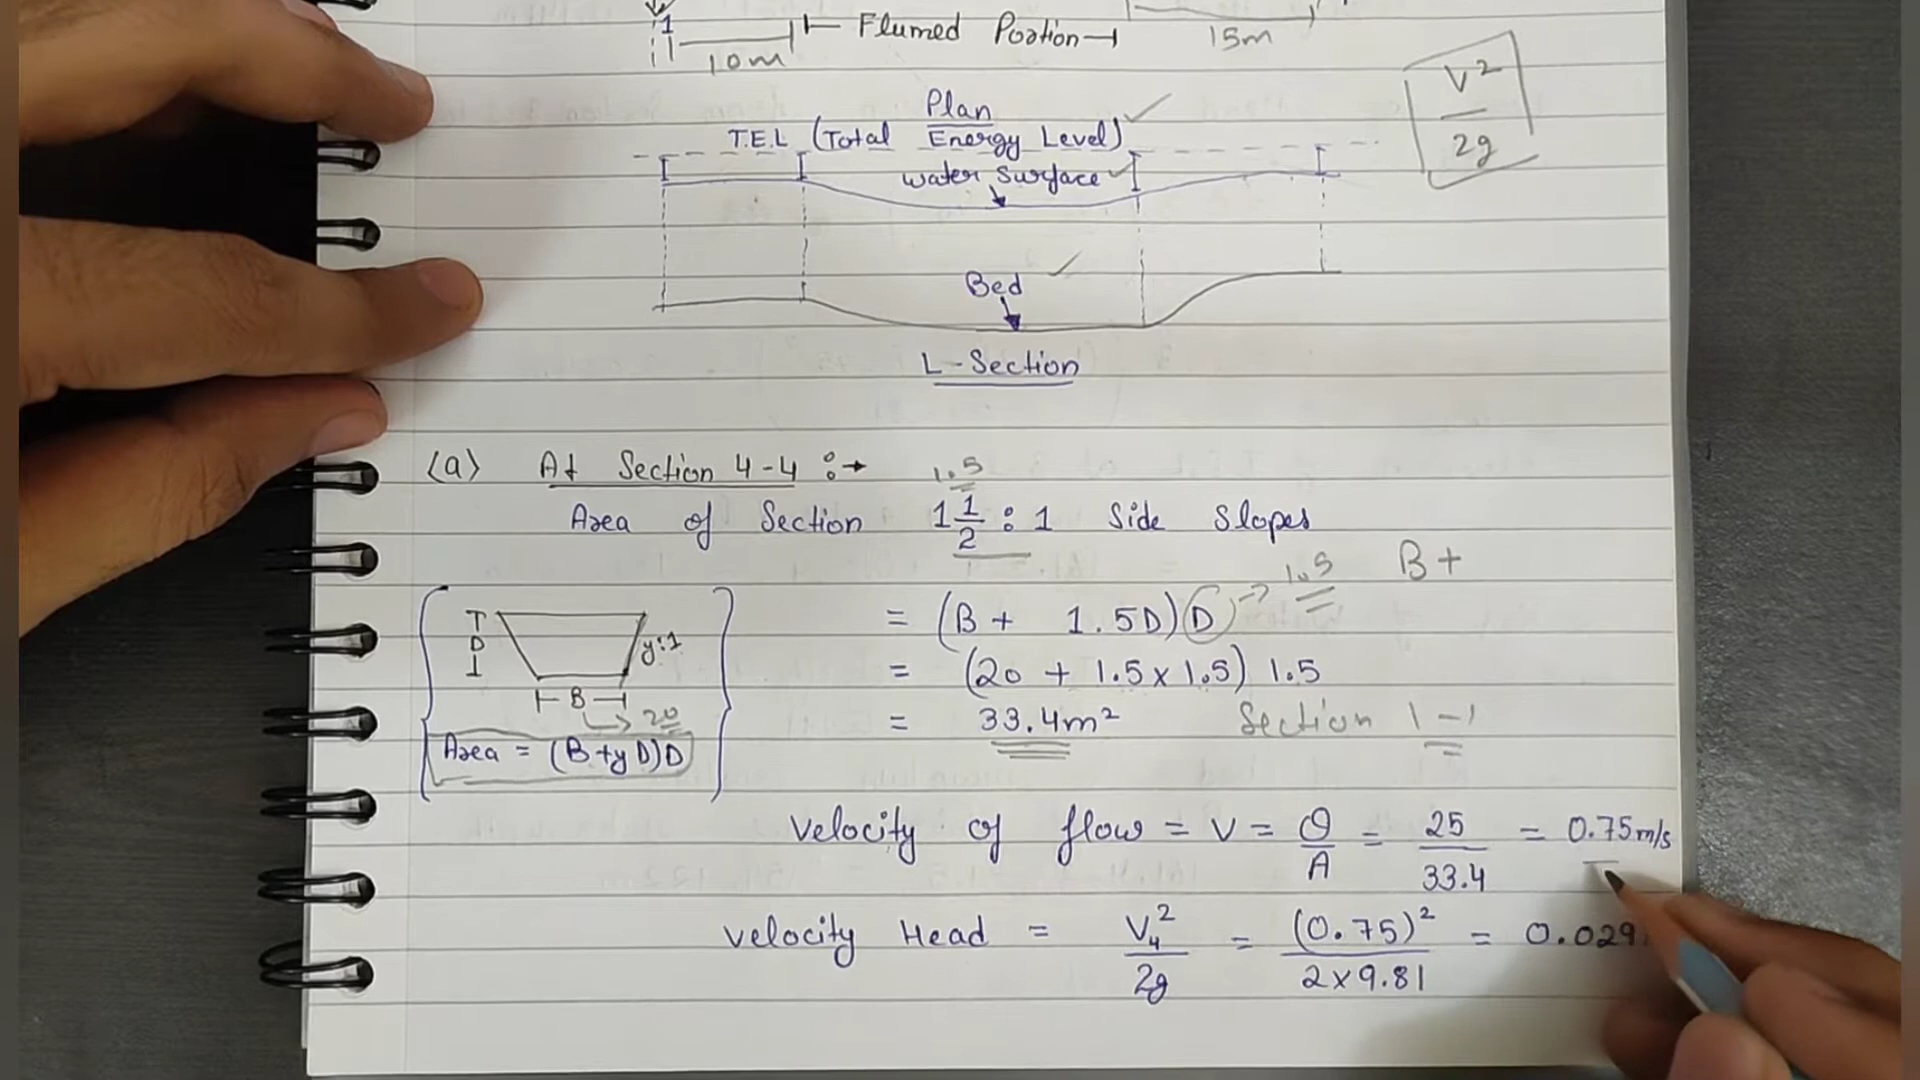 1 |— Flumed Portion —|
10m 15m
V²/2g
Plan
T.E.L (Total Energy Level)
Water Surface
Bed
L-Section
(a) At Section 4-4 :→ 1.5
Area of Section 1 1/2 : 1 Side Slopes
= (B + 1.5D) D → 1.5 B +
T D ⊥ y:1
= (20 + 1.5 x 1.5) 1.5
B → 20
= 33.4m² Section 1-1
Area = (B + y D) D
Velocity of flow = V = Q/A = 25/33.4 = 0.75m/s
Velocity Head = V₄²/2g = (0.75)²/2x9.81 = 0.029